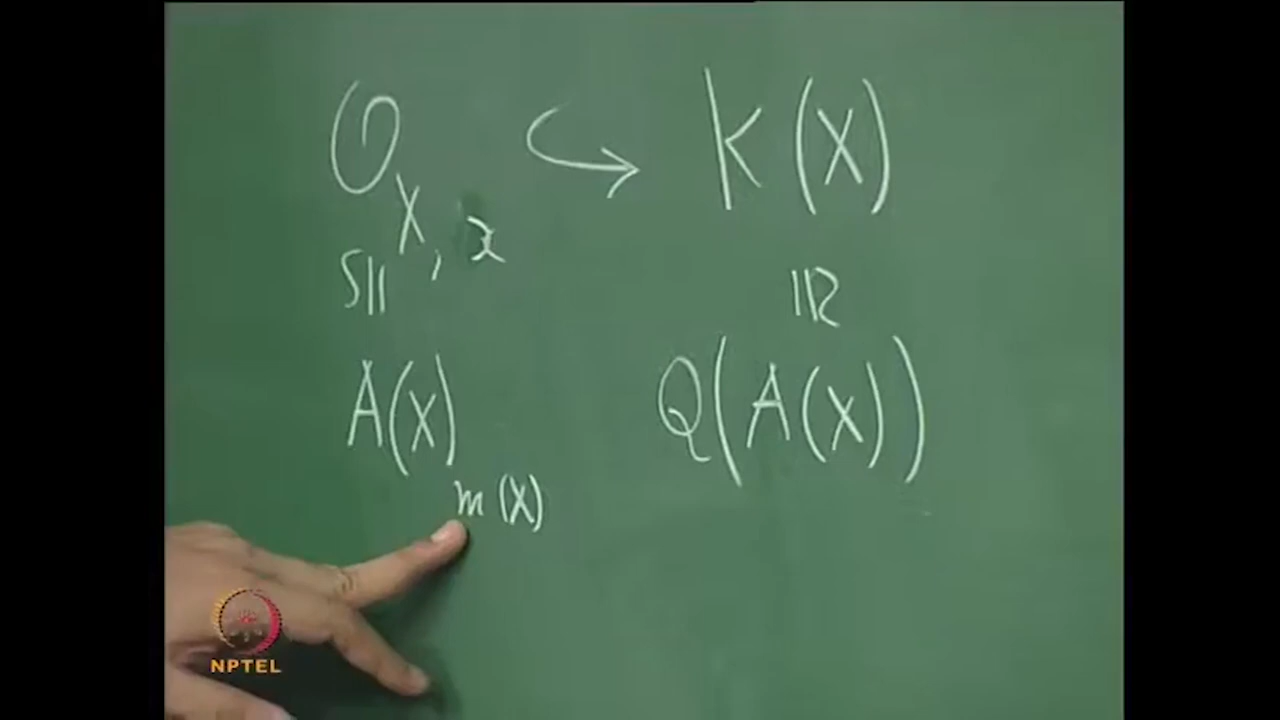 O_{X, x} ↪ K(X)
≅ ≅
A(X)_{m(X)} Q(A(X))
NPTEL